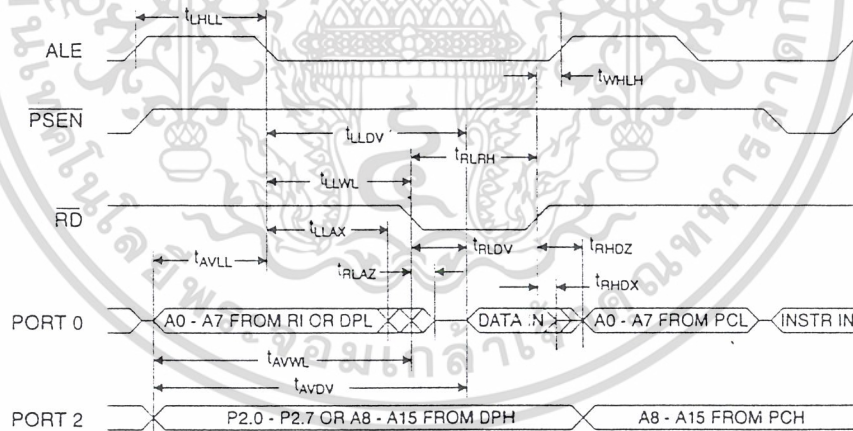 tLHLL
ALE
tWHLH
PSEN
tLLDV
tRLRH
tLLWL
RD
tLLAX
tRLDV
tRHDZ
tAVLL
tRLAZ
tRHDX
PORT 0
A0 - A7 FROM RI OR DPL
DATA IN
A0 - A7 FROM PCL
INSTR IN
tAVWL
tAVDV
PORT 2
P2.0 - P2.7 OR A8 - A15 FROM DPH
A8 - A15 FROM PCH